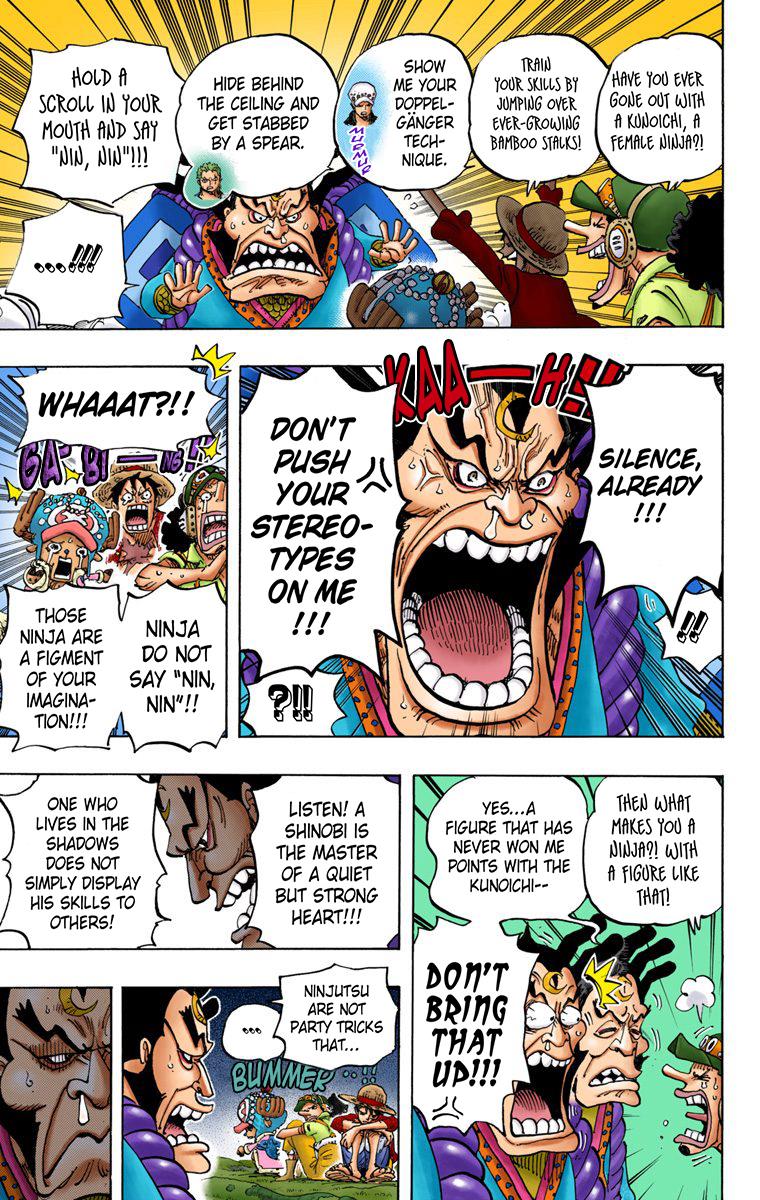 HAVE YOU EVER
GONE OUT WITH
A KUNOICHI, A
FEMALE NINJA?!
TRAIN
YOUR SKILLS BY
JUMPING OVER
EVER-GROWING
BAMBOO STALKS!
SHOW
ME YOUR
DOPPEL-
GÄNGER
TECH-
NIQUE.
MURMUR
HIDE BEHIND
THE CEILING AND
GET STABBED
BY A SPEAR.
HOLD A
SCROLL IN YOUR
MOUTH AND SAY
"NIN, NIN"!!!
...!!!
KAA—H!!
SILENCE,
ALREADY
!!!
!!
DON'T
PUSH
YOUR
STEREO-
TYPES
ON ME
!!!
?!!
WHAAAT?!!
GA-BI—NG!!
NINJA
DO NOT
SAY "NIN,
NIN"!!
THOSE
NINJA ARE
A FIGMENT
OF YOUR
IMAGINA-
TION!!!
THEN WHAT
MAKES YOU A
NINJA?! WITH
A FIGURE LIKE
THAT!
YES...A
FIGURE THAT HAS
NEVER WON ME
POINTS WITH THE
KUNOICHI--
DON'T
BRING
THAT
UP!!!
LISTEN! A
SHINOBI IS
THE MASTER
OF A QUIET
BUT STRONG
HEART!!!
ONE WHO
LIVES IN THE
SHADOWS
DOES NOT
SIMPLY DISPLAY
HIS SKILLS TO
OTHERS!
NINJUTSU
ARE NOT
PARTY TRICKS
THAT...
...
BUMMER..!!